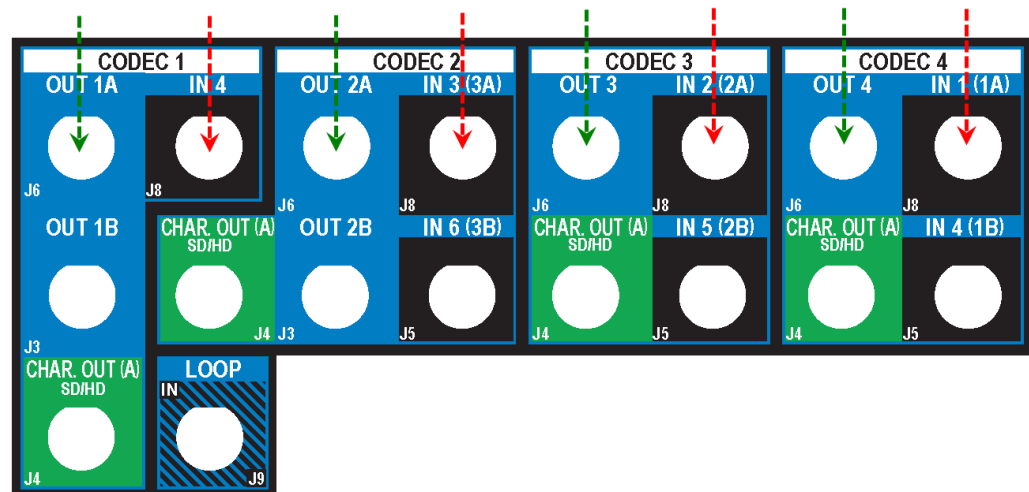 CODEC 1
OUT 1A
IN 4
J6
J8
OUT 1B
J3
CHAR. OUT (A)
SD/HD
J4
LOOP
IN
J9
CODEC 2
OUT 2A
IN 3 (3A)
J6
J8
CHAR. OUT (A)
SD/HD
J4
OUT 2B
J3
IN 6 (3B)
J5
CODEC 3
OUT 3
IN 2 (2A)
J6
J8
CHAR. OUT (A)
SD/HD
J4
IN 5 (2B)
J5
CODEC 4
OUT 4
IN 1 (1A)
J6
J8
CHAR. OUT (A)
SD/HD
J4
IN 4 (1B)
J5